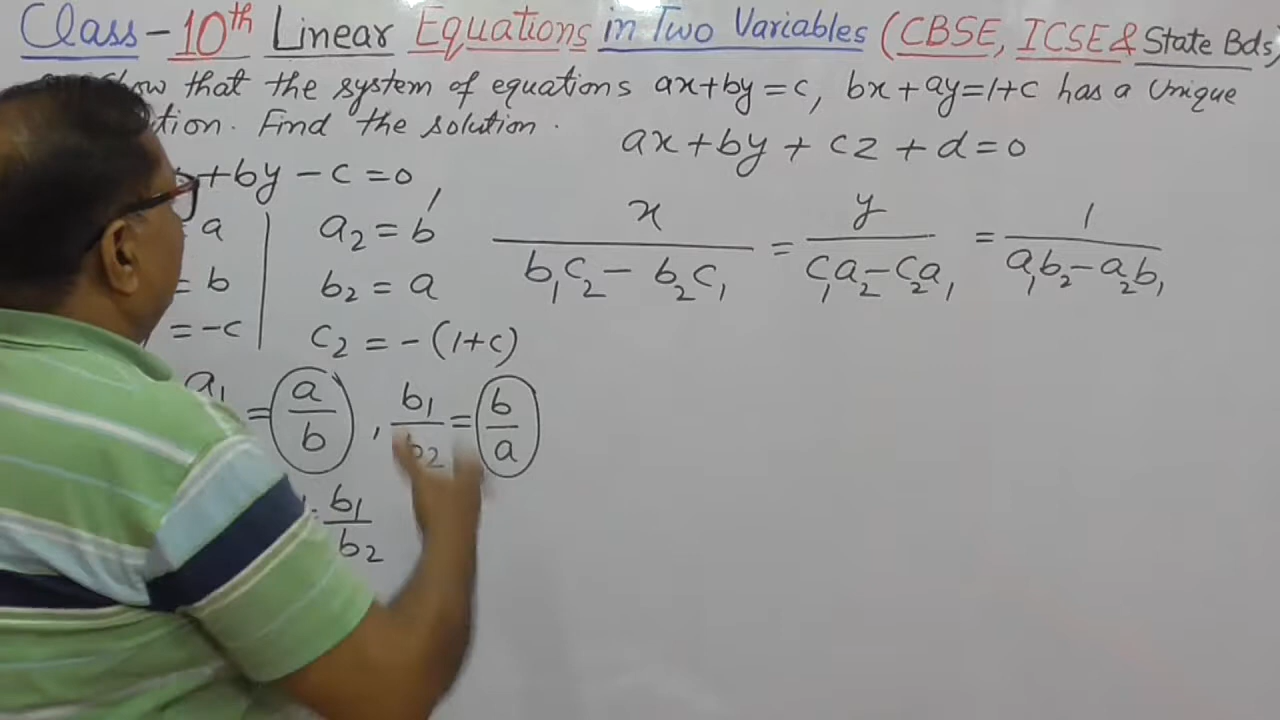 Class-10th Linear Equations in Two Variables (CBSE, ICSE & State Bds)
that the system of equations ax+by=c, bx+ay=1+c has a Unique
Find the solution.
ax+by+cz+d=0
+by-c=0,
a
= b
= -c
a2 = b
b2 = a
c2 = -(1+c)
x/(b1c2 - b2c1) = y/(c1a2 - c2a1) = 1/(a1b2 - a2b1)
a1 = a/b, b1/b2 = b/a
b1/b2